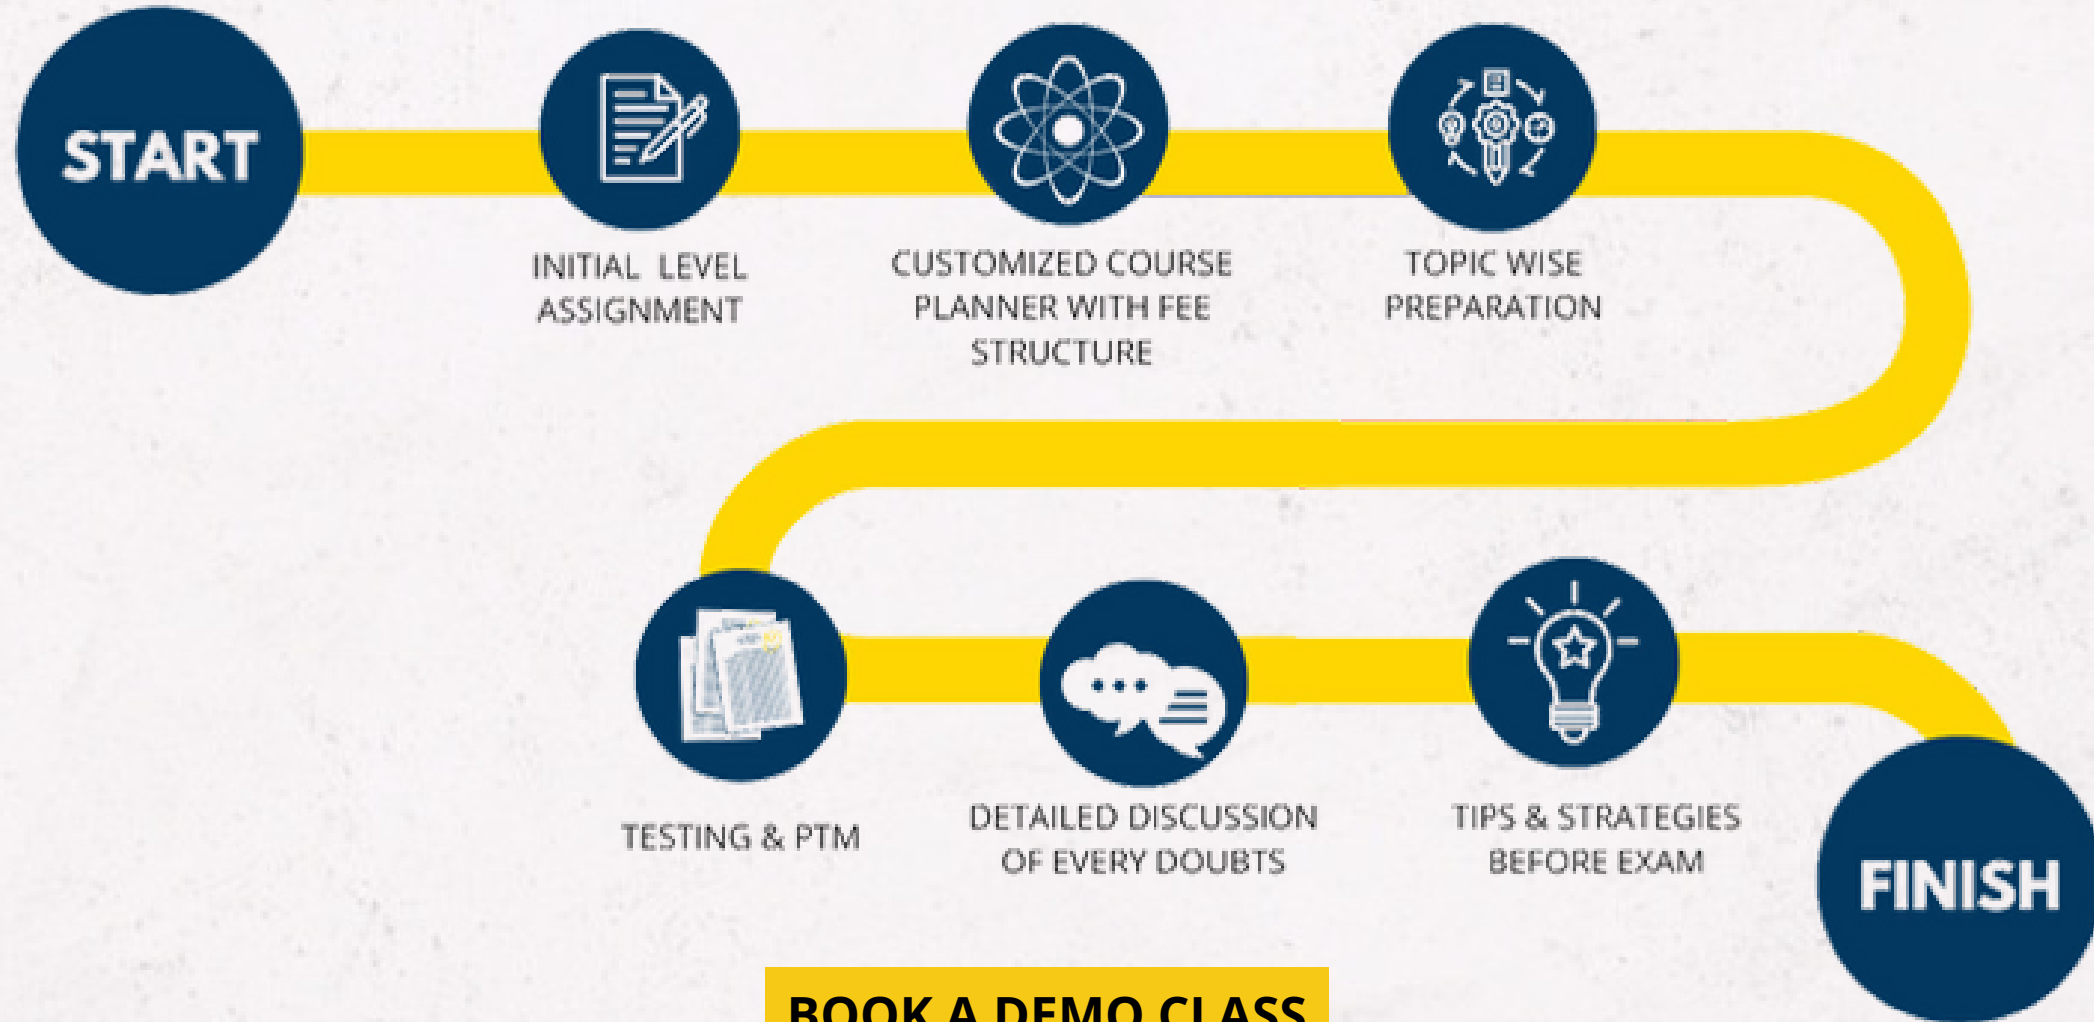 START
INITIAL LEVEL
ASSIGNMENT
CUSTOMIZED COURSE
PLANNER WITH FEE
STRUCTURE
TOPIC WISE
PREPARATION
TESTING & PTM
DETAILED DISCUSSION
OF EVERY DOUBTS
TIPS & STRATEGIES
BEFORE EXAM
FINISH
BOOK A DEMO CLASS